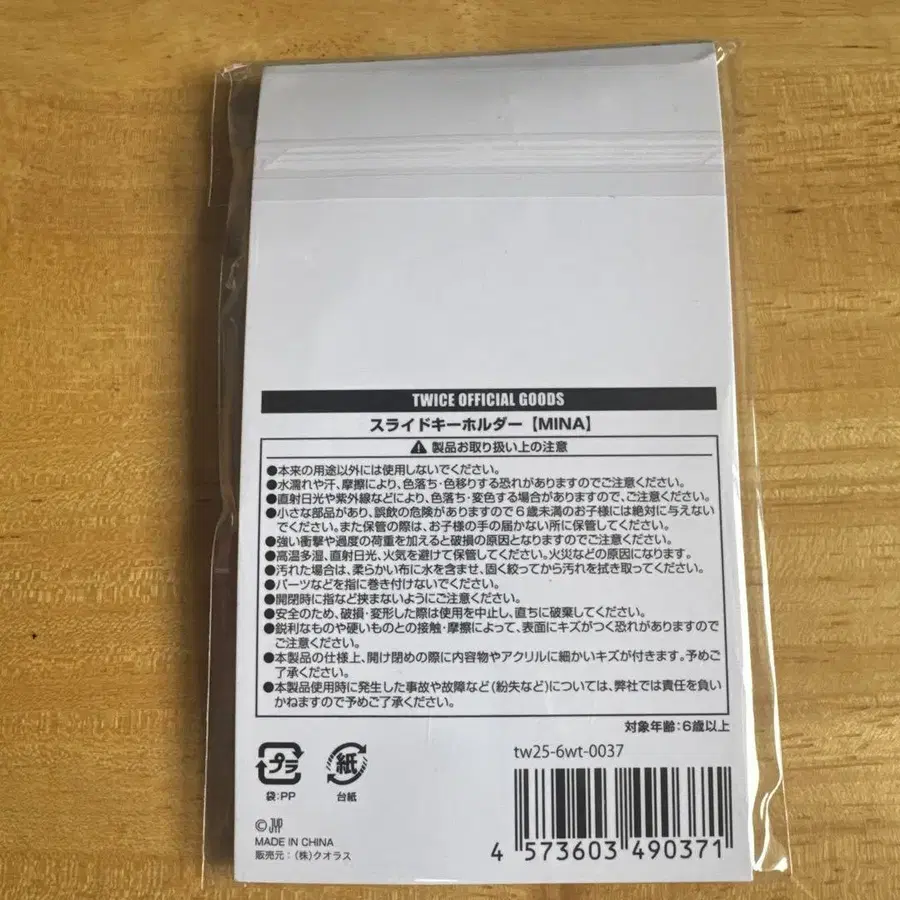 TWICE OFFICIAL GOODS
スライドキーホルダー【MINA】
⚠製品お取り扱い上の注意
●本来の用途以外には使用しないでください。
●水濡れや汗、摩擦により、色落ち・色移りする恐れがありますのでご注意ください。
●直射日光や紫外線などにより、色落ち・変色する場合がありますので、ご注意ください。
●小さな部品があり、誤飲の危険がありますので6歳未満のお子様には絶対に与えない
でください。また保管の際は、お子様の手の届かない所に保管してください。
●強い衝撃や過度の荷重を加えると破損の原因となりますのでご注意ください。
●高温多湿、直射日光、火気を避けて保管してください。火災などの原因になります。
●汚れた場合は、柔らかい布に水を含ませ、固く絞ってから汚れを拭き取ってください。
●パーツなどを指に巻き付けないでください。
●開閉時に指など挟まないようにご注意ください。
●安全のため、破損・変形した際は使用を中止し、直ちに破棄してください。
●鋭利なものや硬いものとの接触・摩擦によって、表面にキズがつく恐れがありますので
ご注意ください。
●本製品の仕様上、開け閉めの際に内容物やアクリルに細かいキズが付きます。予めご
了承ください。
●本製品使用時に発生した事故や故障など(紛失など)については、弊社では責任を負い
かねますので予めご了承ください。
対象年齢:6歳以上
プラ 紙 tw25-6wt-0037
袋:PP 台紙
© JYP
MADE IN CHINA
販売元:(株)クオラス
4 573603 490371